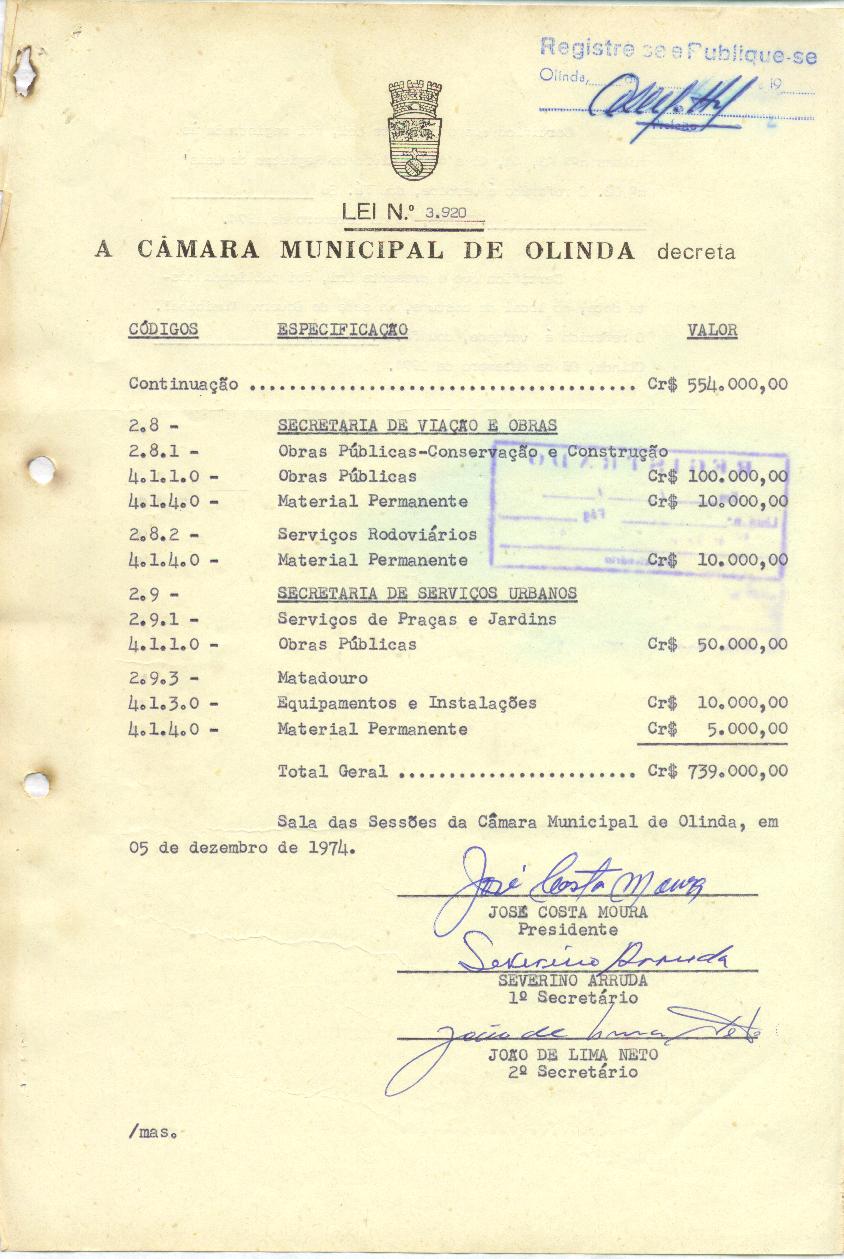 Registre se e Publique-se
Olinda, de 19
Prefeito
LEI N.º 3.920
A CÂMARA MUNICIPAL DE OLINDA decreta
CÓDIGOS ESPECIFICAÇÃO VALOR
Continuação ....................................... Cr$ 554.000,00
2.8 - SECRETARIA DE VIAÇÃO E OBRAS
2.8.1 - Obras Públicas-Conservação e Construção
4.1.1.0 - Obras Públicas Cr$ 100.000,00
4.1.4.0 - Material Permanente Cr$ 10.000,00
2.8.2 - Serviços Rodoviários
4.1.4.0 - Material Permanente Cr$ 10.000,00
2.9 - SECRETARIA DE SERVIÇOS URBANOS
2.9.1 - Serviços de Praças e Jardins
4.1.1.0 - Obras Públicas Cr$ 50.000,00
2.9.3 - Matadouro
4.1.3.0 - Equipamentos e Instalações Cr$ 10.000,00
4.1.4.0 - Material Permanente Cr$ 5.000,00
Total Geral ........................ Cr$ 739.000,00
Sala das Sessões da Câmara Municipal de Olinda, em
05 de dezembro de 1974.
José Costa Moura
JOSÉ COSTA MOURA
Presidente
Severino Arruda
SEVERINO ARRUDA
1º Secretário
João de Lima Neto
JOÃO DE LIMA NETO
2º Secretário
/mas.